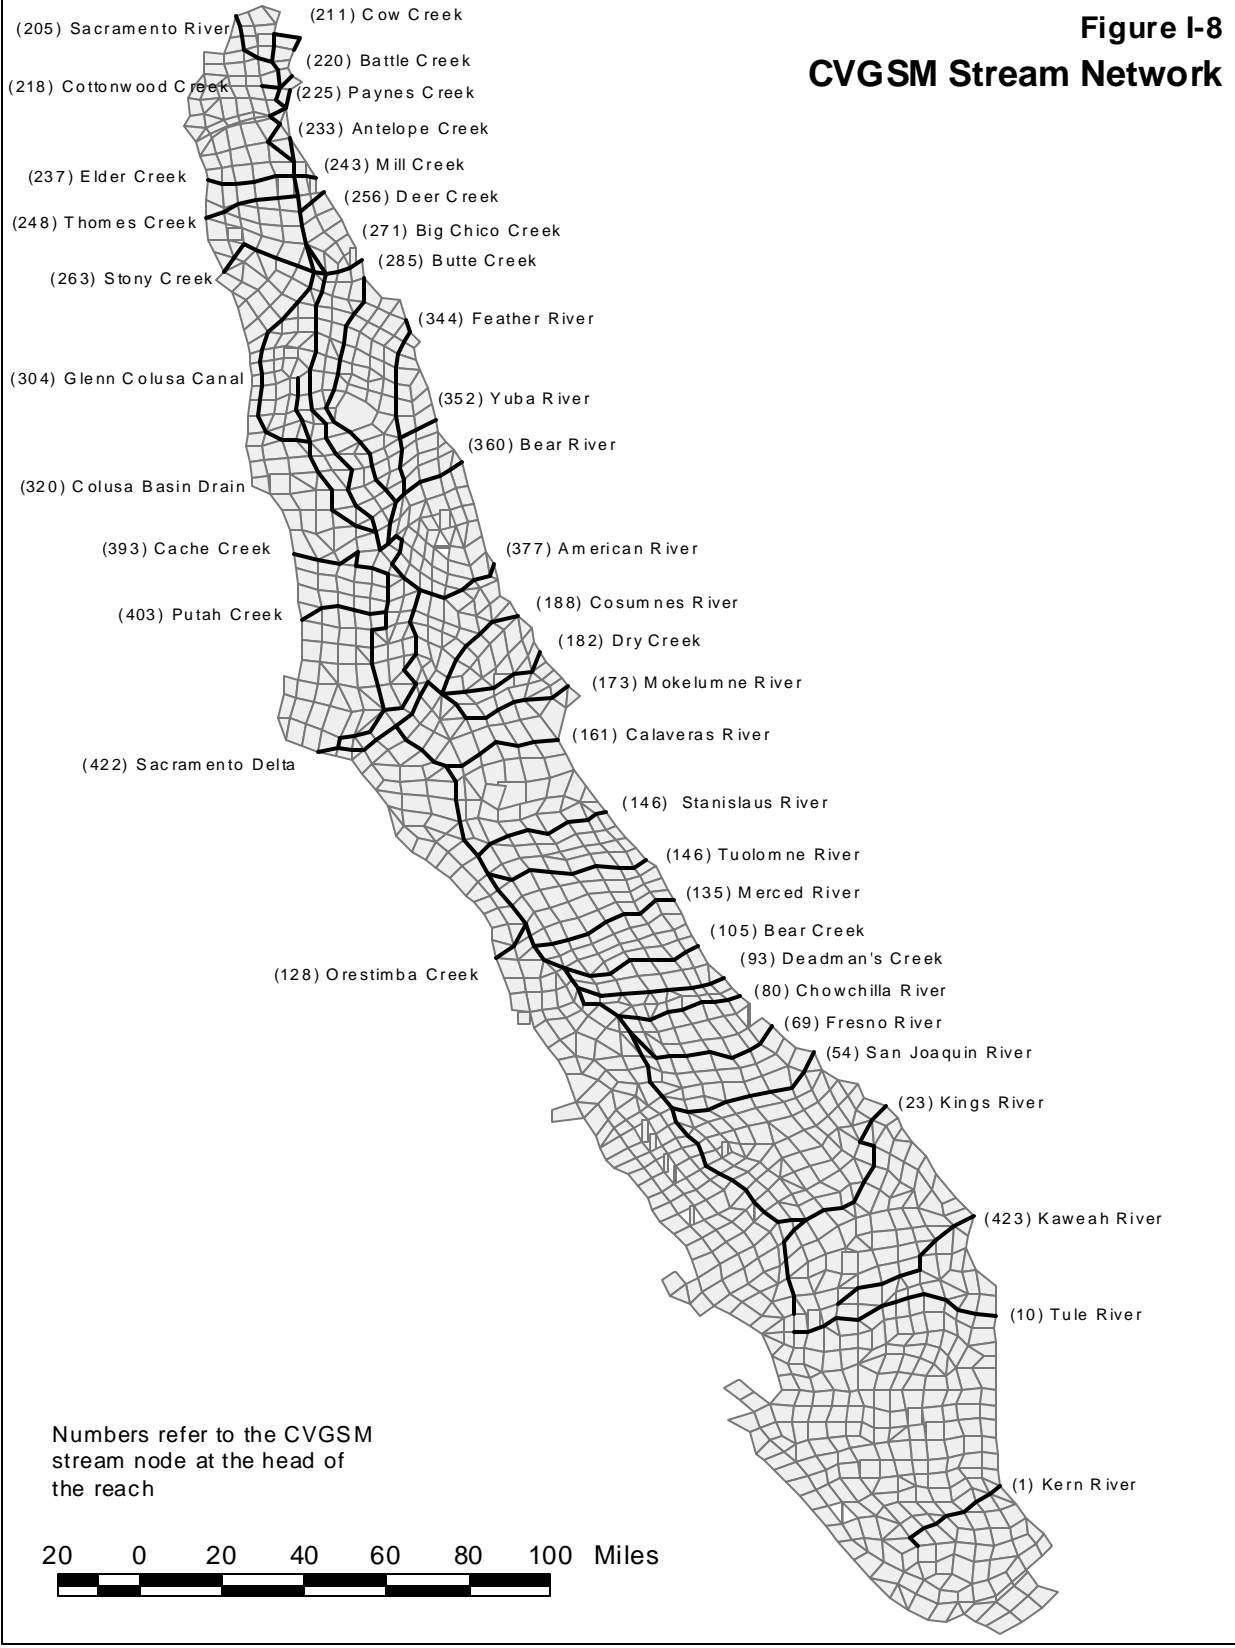 Figure I-8
CVGSM Stream Network
(211) Cow Creek
(205) Sacramento River
(220) Battle Creek
(218) Cottonwood Creek
(225) Paynes Creek
(233) Antelope Creek
(243) Mill Creek
(237) Elder Creek
(256) Deer Creek
(248) Thomes Creek
(271) Big Chico Creek
(285) Butte Creek
(263) Stony Creek
(344) Feather River
(304) Glenn Colusa Canal
(352) Yuba River
(360) Bear River
(320) Colusa Basin Drain
(393) Cache Creek
(377) American River
(188) Cosumnes River
(403) Putah Creek
(182) Dry Creek
(173) Mokelumne River
(161) Calaveras River
(422) Sacramento Delta
(146) Stanislaus River
(146) Tuolomne River
(135) Merced River
(105) Bear Creek
(93) Deadman's Creek
(128) Orestimba Creek
(80) Chowchilla River
(69) Fresno River
(54) San Joaquin River
(23) Kings River
(423) Kaweah River
(10) Tule River
Numbers refer to the CVGSM
stream node at the head of
the reach
(1) Kern River
20 0 20 40 60 80 100 Miles